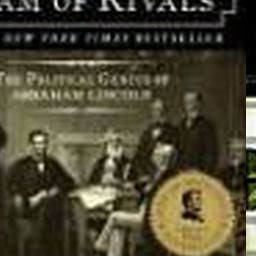 AM OF RIVALS
NEW YORK TIMES BESTSELLER
THE POLITICAL GENIUS OF
ABRAHAM LINCOLN